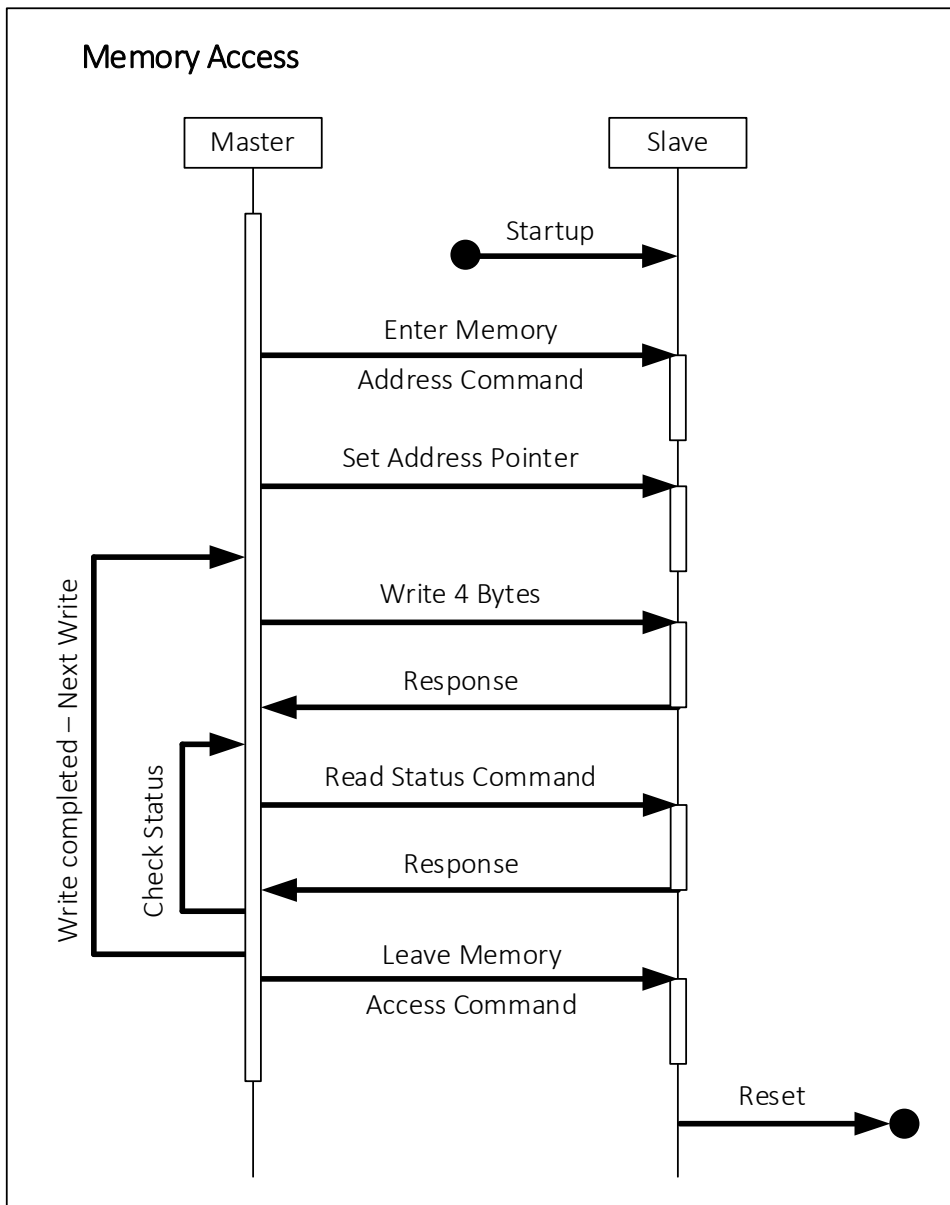 Memory Access
Master
Slave
Startup
Enter Memory
Address Command
Set Address Pointer
Write completed – Next Write
Write 4 Bytes
Response
Check Status
Read Status Command
Response
Leave Memory
Access Command
Reset